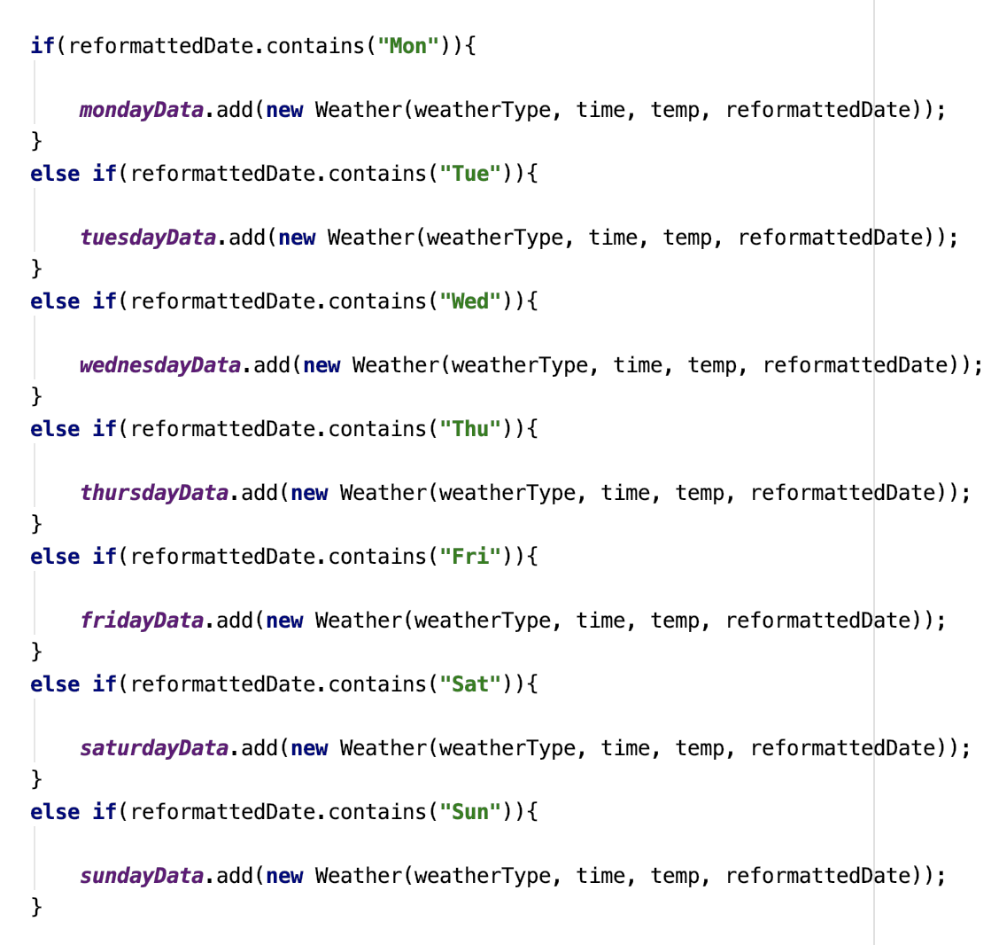 if(reformattedDate.contains("Mon")){
mondayData.add(new Weather(weatherType, time, temp, reformattedDate));
}
else if(reformattedDate.contains("Tue")){
tuesdayData.add(new Weather(weatherType, time, temp, reformattedDate));
}
else if(reformattedDate.contains("Wed")){
wednesdayData.add(new Weather(weatherType, time, temp, reformattedDate));
}
else if(reformattedDate.contains("Thu")){
thursdayData.add(new Weather(weatherType, time, temp, reformattedDate));
}
else if(reformattedDate.contains("Fri")){
fridayData.add(new Weather(weatherType, time, temp, reformattedDate));
}
else if(reformattedDate.contains("Sat")){
saturdayData.add(new Weather(weatherType, time, temp, reformattedDate));
}
else if(reformattedDate.contains("Sun")){
sundayData.add(new Weather(weatherType, time, temp, reformattedDate));
}